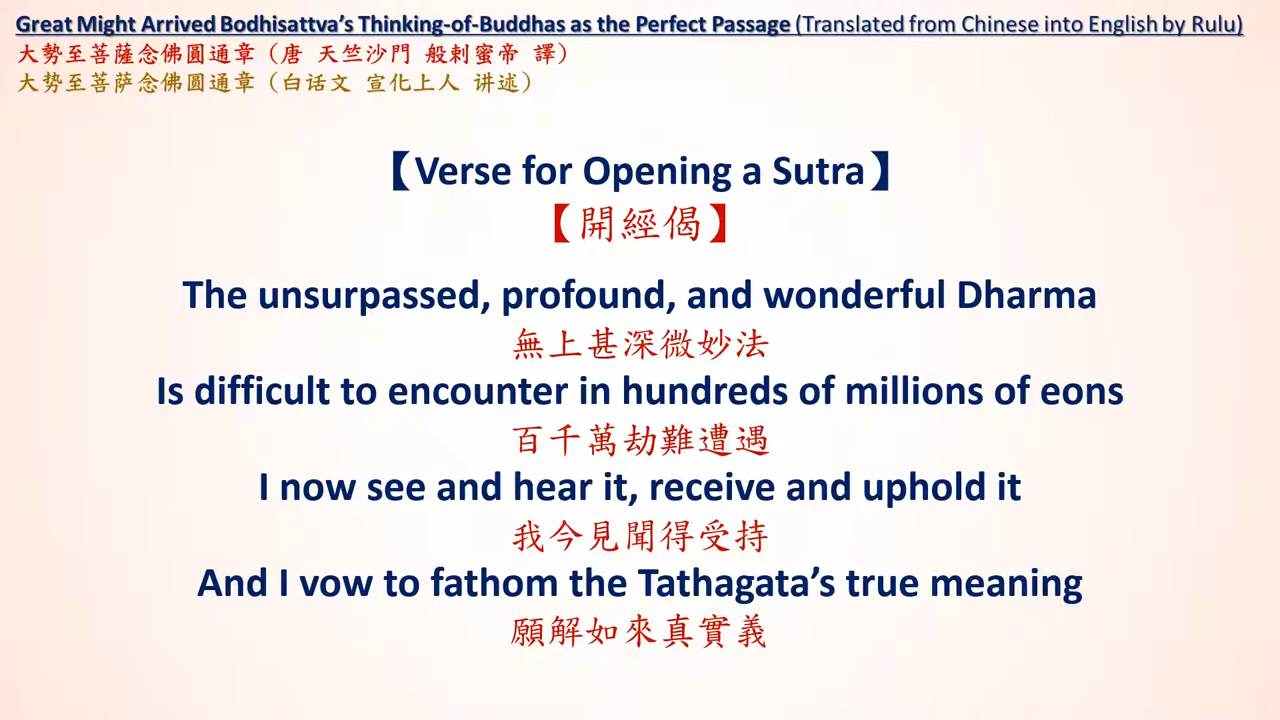 Great Might Arrived Bodhisattva’s Thinking-of-Buddhas as the Perfect Passage (Translated from Chinese into English by Rulu)
大勢至菩薩念佛圓通章（唐 天竺沙門 般剌蜜帝 譯）
大势至菩萨念佛圆通章（白话文 宣化上人 讲述）
【Verse for Opening a Sutra】
【開經偈】
The unsurpassed, profound, and wonderful Dharma
無上甚深微妙法
Is difficult to encounter in hundreds of millions of eons
百千萬劫難遭遇
I now see and hear it, receive and uphold it
我今見聞得受持
And I vow to fathom the Tathagata’s true meaning
願解如來真實義